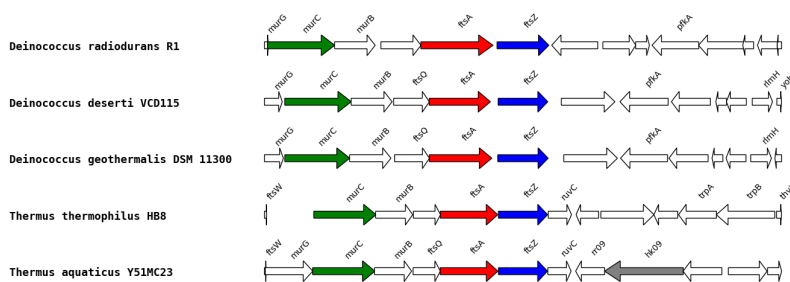 murG murC murB ftsA ftsZ pfkA
Deinococcus radiodurans R1
murG murC murB ftsQ ftsA ftsZ pfkA rlmH
Deinococcus deserti VCD115
murG murC murB ftsQ ftsA ftsZ pfkA rlmH
Deinococcus geothermalis DSM 11300
ftsW murC murB ftsA ftsZ ruvC trpA trpB
Thermus thermophilus HB8
ftsW murG murC murB ftsQ ftsA ftsZ ruvC rr09 hk09
Thermus aquaticus Y51MC23